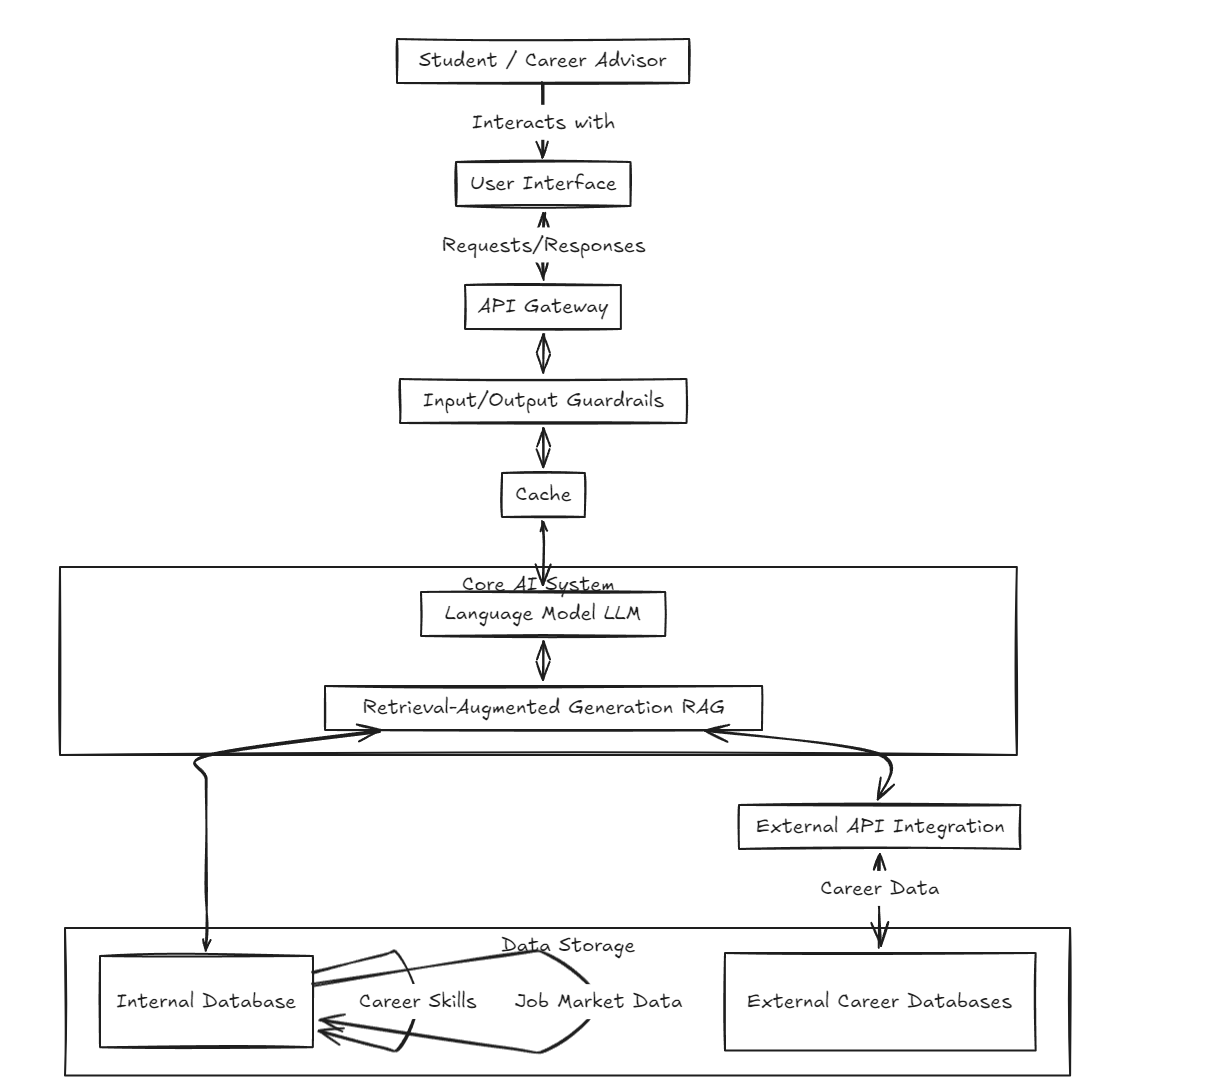 Student / Career Advisor
Interacts with
User Interface
Requests/Responses
API Gateway
Input/Output Guardrails
Cache
Core AI System
Language Model LLM
Retrieval-Augmented Generation RAG
External API Integration
Career Data
Data Storage
Internal Database
Career Skills
Job Market Data
External Career Databases